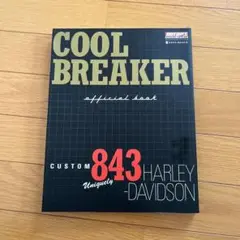 COOL
BREAKER
official book
CUSTOM
843
Uniquely
HARLEY
-DAVIDSON